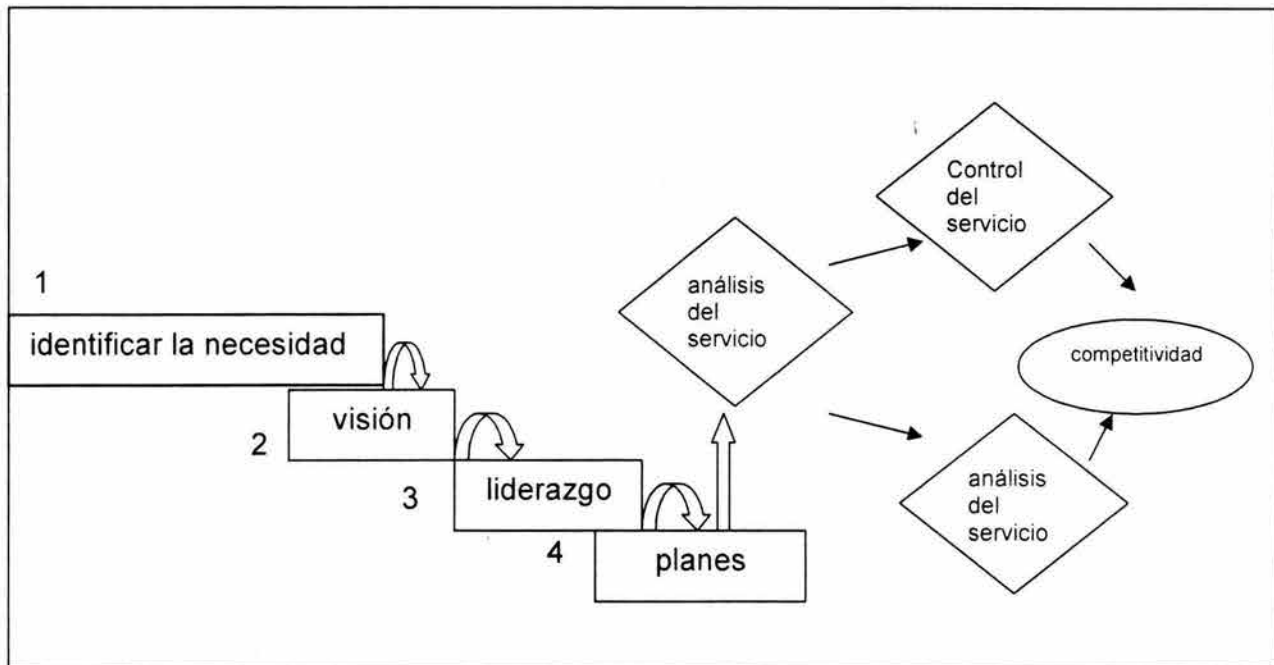 1
identificar la necesidad
2
visión
3
liderazgo
4
planes
análisis
del
servicio
Control
del
servicio
análisis
del
servicio
competitividad